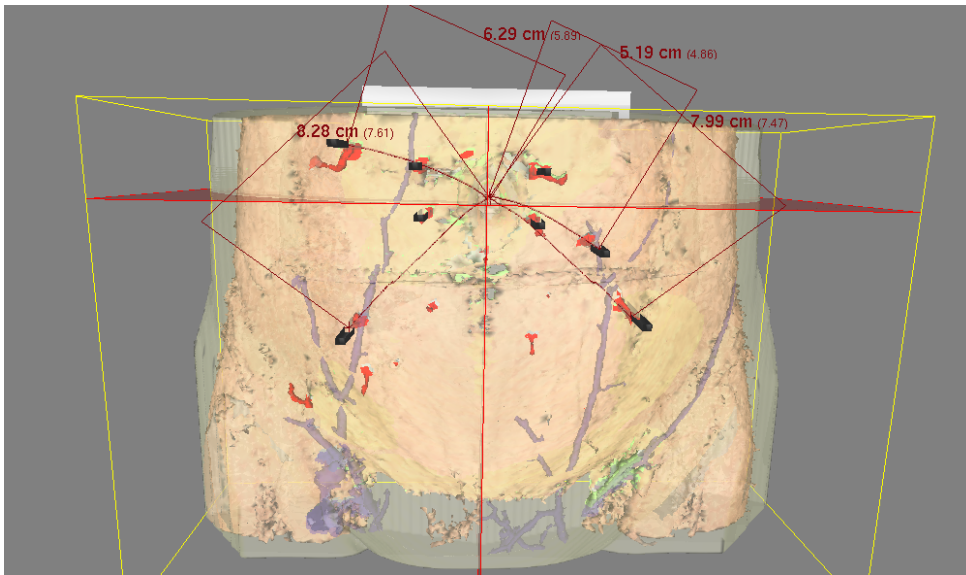 6.29 cm (5.89)
5.19 cm (4.86)
7.99 cm (7.47)
8.28 cm (7.61)